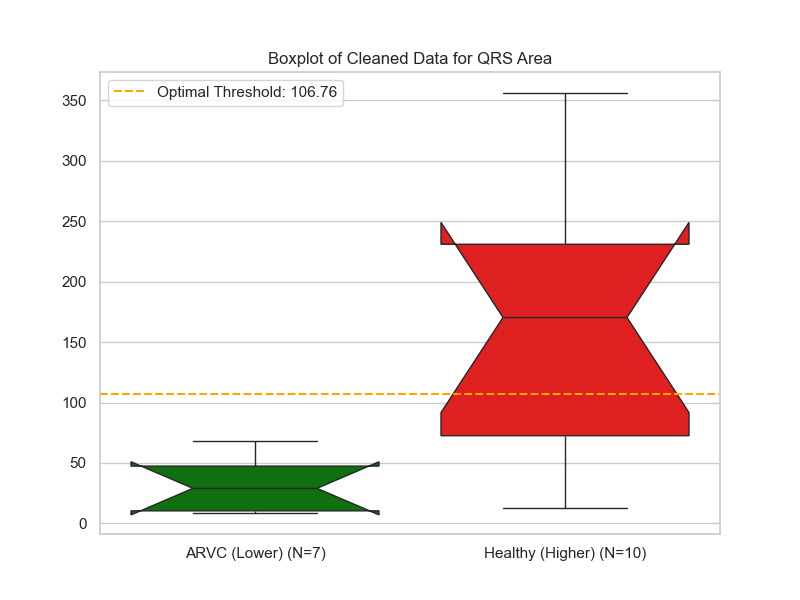 Boxplot of Cleaned Data for QRS Area
Optimal Threshold: 106.76
350
300
250
200
150
100
50
0
ARVC (Lower) (N=7)
Healthy (Higher) (N=10)